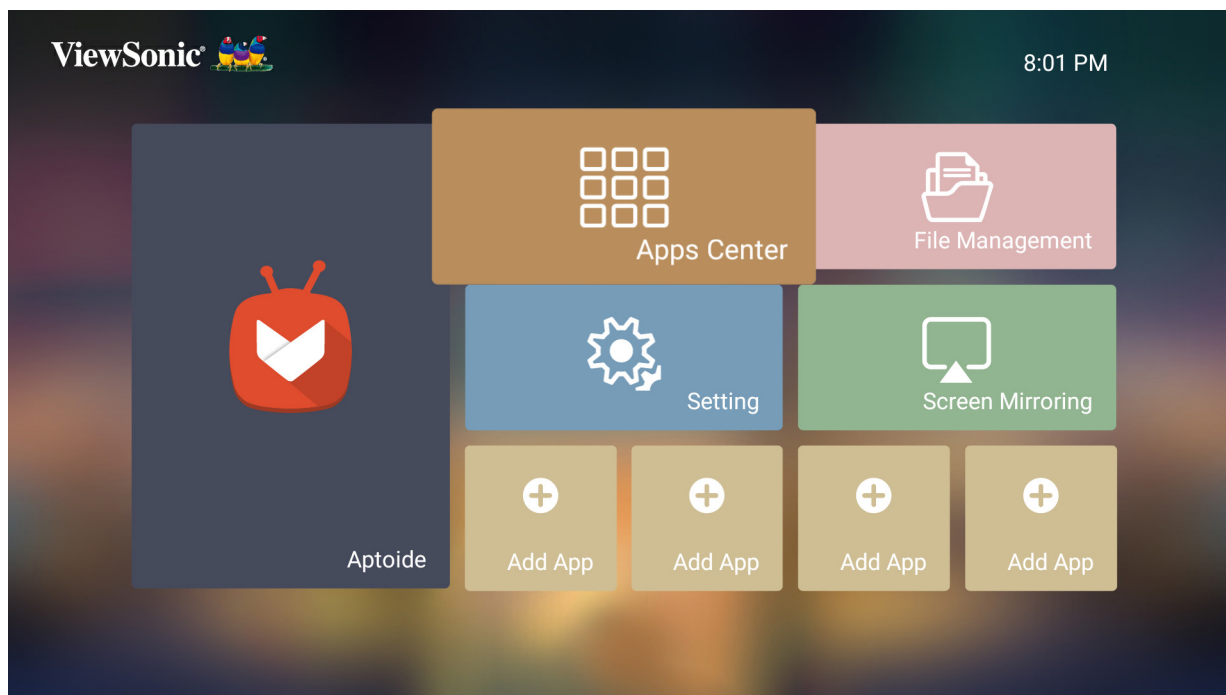 ViewSonic®
8:01 PM
Apps Center
File Management
Setting
Screen Mirroring
Aptoide
Add App
Add App
Add App
Add App